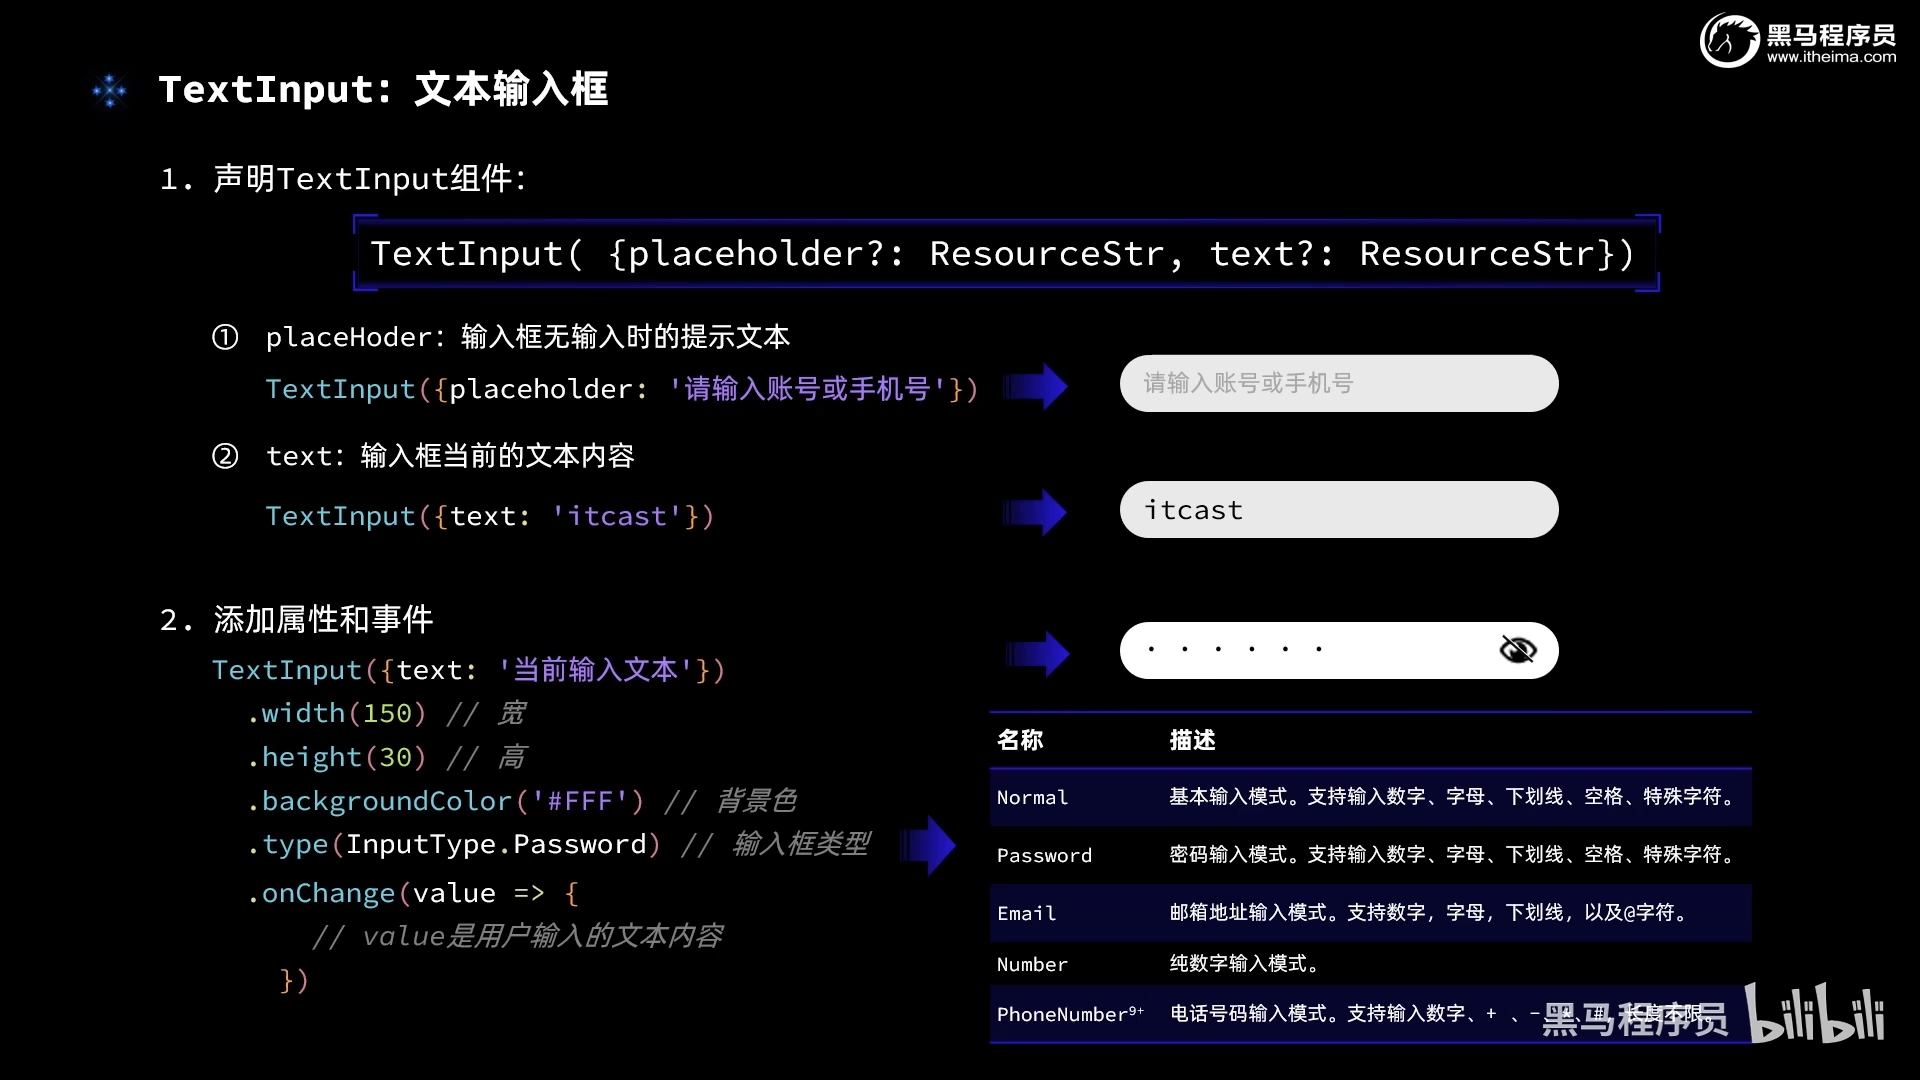 黑马程序员
www.itheima.com
TextInput: 文本输入框
1. 声明TextInput组件:
TextInput( {placeholder?: ResourceStr, text?: ResourceStr})
① placeHoder: 输入框无输入时的提示文本
TextInput({placeholder: '请输入账号或手机号'})
请输入账号或手机号
② text: 输入框当前的文本内容
TextInput({text: 'itcast'})
itcast
2. 添加属性和事件
TextInput({text: '当前输入文本'})
.width(150) // 宽
.height(30) // 高
.backgroundColor('#FFF') // 背景色
.type(InputType.Password) // 输入框类型
.onChange(value => {
// value是用户输入的文本内容
})
名称 描述
Normal 基本输入模式。支持输入数字、字母、下划线、空格、特殊字符。
Password 密码输入模式。支持输入数字、字母、下划线、空格、特殊字符。
Email 邮箱地址输入模式。支持数字，字母，下划线，以及@字符。
Number 纯数字输入模式。
PhoneNumber9+ 电话号码输入模式。支持输入数字、+ 、-、*、#，长度不限。
黑马程序员 bilibili